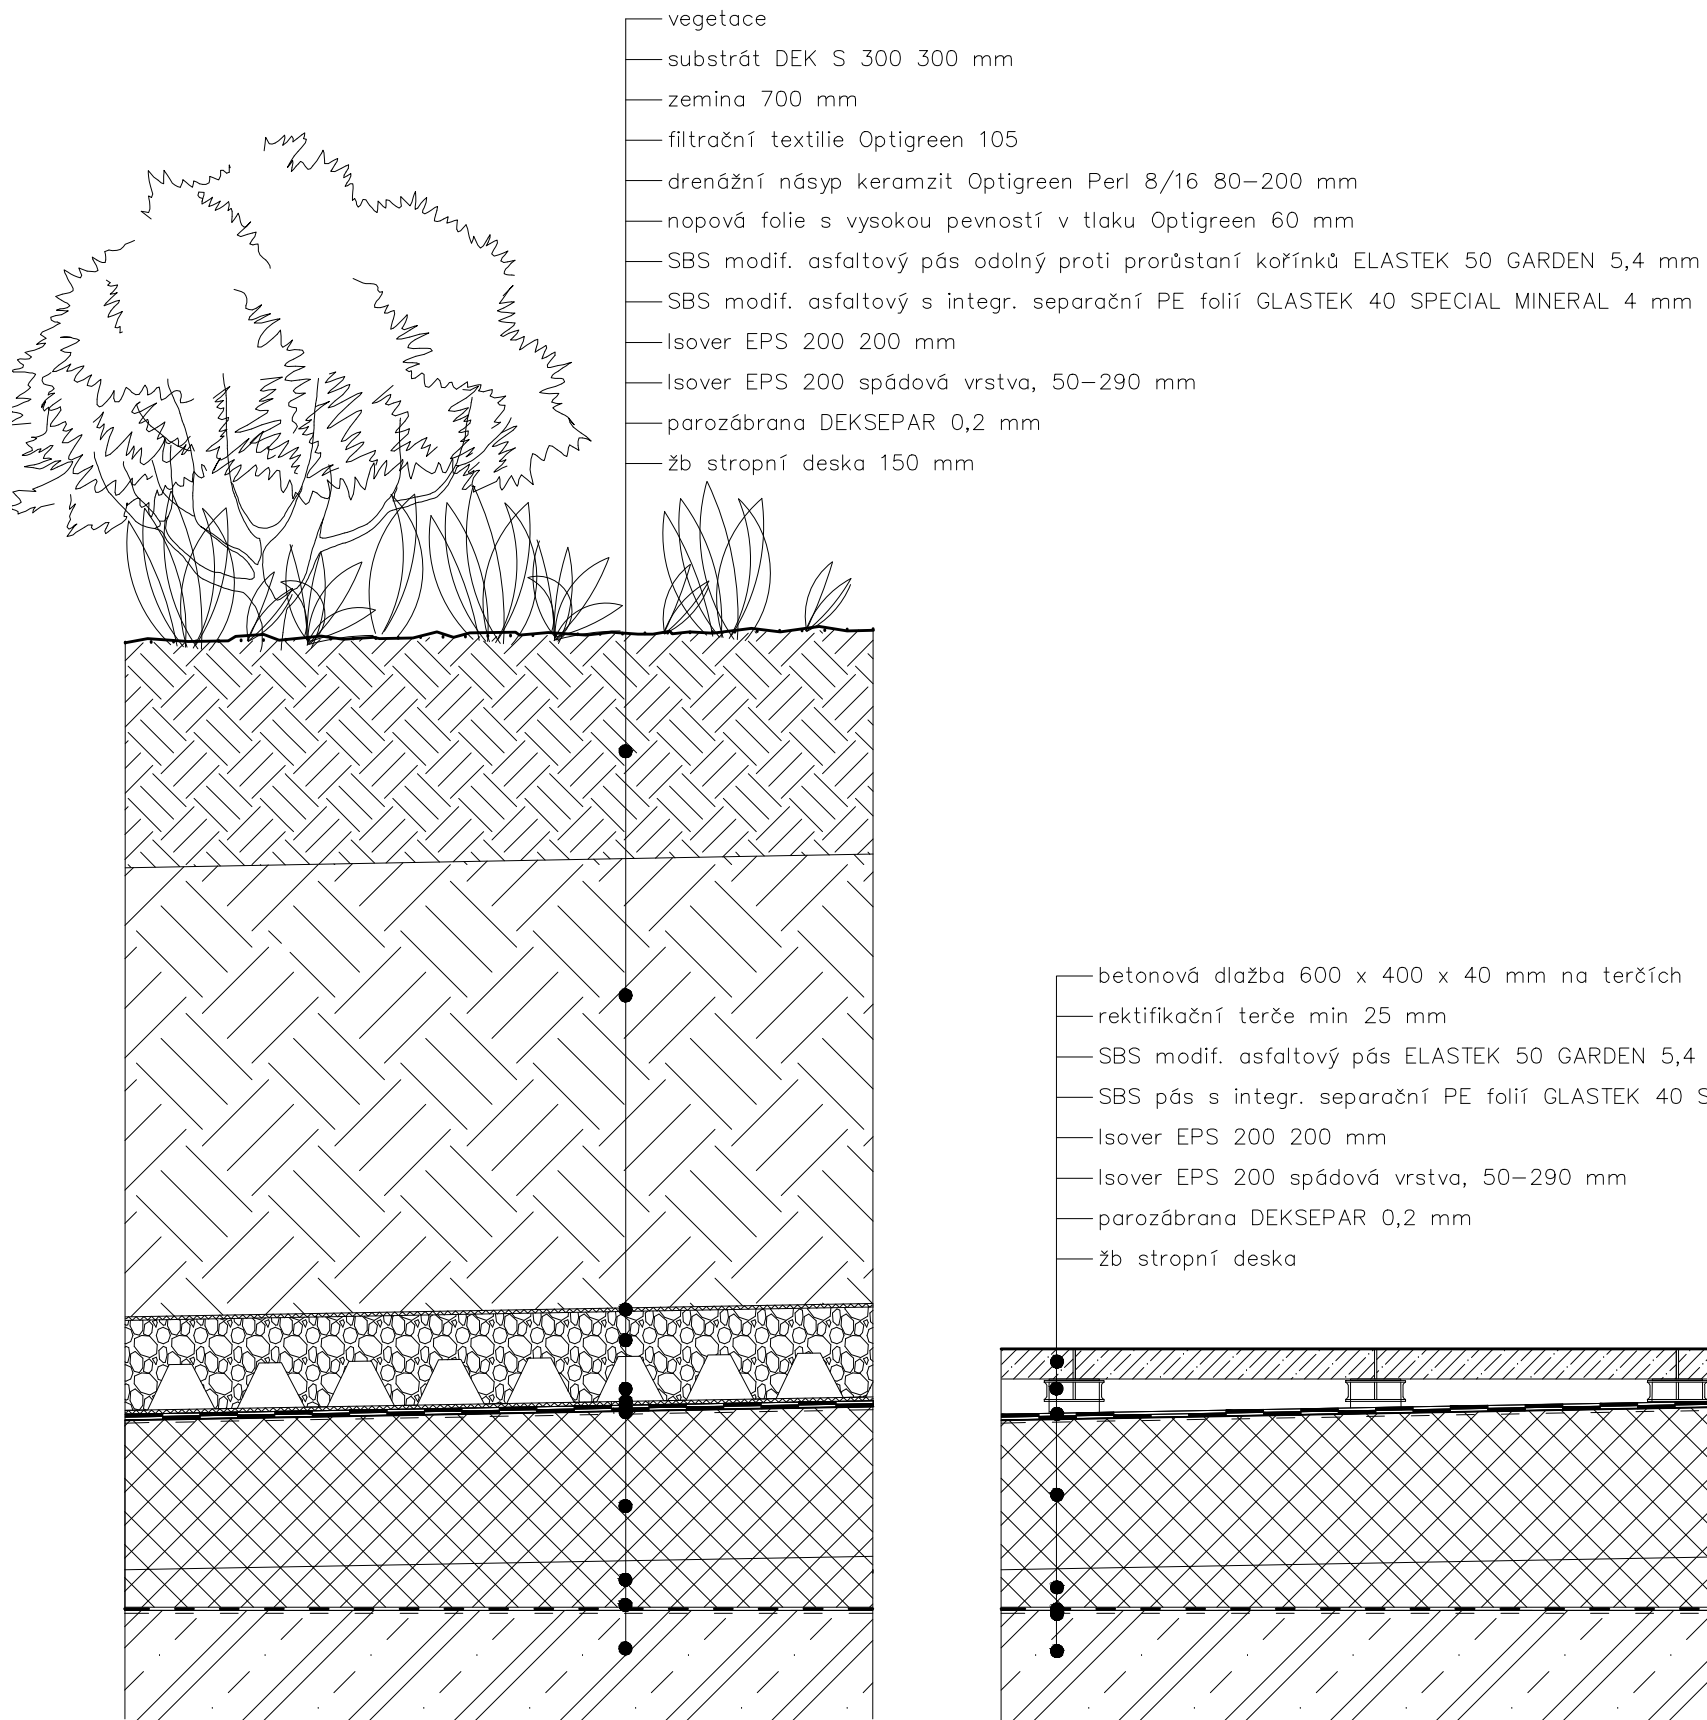 vegetace
substrát DEK S 300 300 mm
zemina 700 mm
filtrační textilie Optigreen 105
drenážní násyp keramzit Optigreen Perl 8/16 80–200 mm
nopová folie s vysokou pevností v tlaku Optigreen 60 mm
SBS modif. asfaltový pás odolný proti prorůstaní kořínků ELASTEK 50 GARDEN 5,4 mm
SBS modif. asfaltový s integr. separační PE folií GLASTEK 40 SPECIAL MINERAL 4 mm
Isover EPS 200 200 mm
Isover EPS 200 spádová vrstva, 50–290 mm
parozábrana DEKSEPAR 0,2 mm
žb stropní deska 150 mm
betonová dlažba 600 x 400 x 40 mm na terčích
rektifikační terče min 25 mm
SBS modif. asfaltový pás ELASTEK 50 GARDEN 5,4
SBS pás s integr. separační PE folií GLASTEK 40 S
Isover EPS 200 200 mm
Isover EPS 200 spádová vrstva, 50–290 mm
parozábrana DEKSEPAR 0,2 mm
žb stropní deska